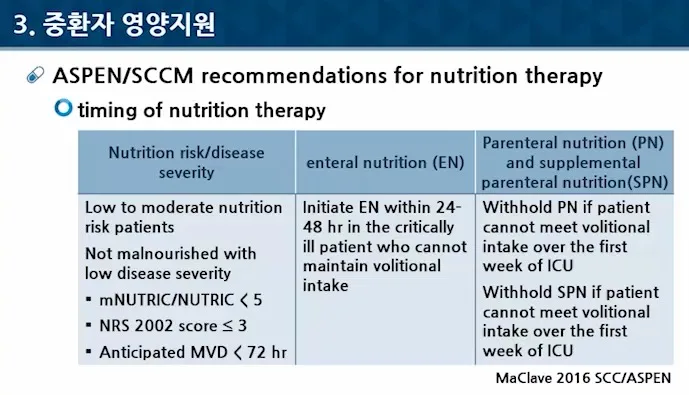 3. 중환자 영양지원
ASPEN/SCCM recommendations for nutrition therapy
timing of nutrition therapy
Nutrition risk/disease
severity
enteral nutrition (EN)
Parenteral nutrition (PN)
and supplemental
parenteral nutrition(SPN)
Low to moderate nutrition
risk patients
Not malnourished with
low disease severity
▪ mNUTRIC/NUTRIC < 5
▪ NRS 2002 score ≤ 3
▪ Anticipated MVD < 72 hr
Initiate EN within 24-
48 hr in the critically
ill patient who cannot
maintain volitional
intake
Withhold PN if patient
cannot meet volitional
intake over the first
week of ICU
Withhold SPN if patient
cannot meet volitional
intake over the first
week of ICU
MaClave 2016 SCC/ASPEN